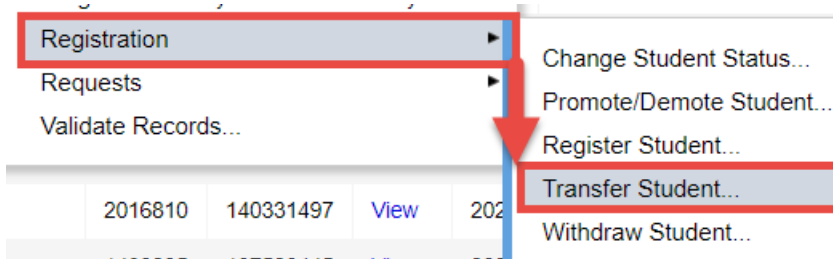 Registration
Requests
Validate Records...
Change Student Status...
Promote/Demote Student...
Register Student...
Transfer Student...
Withdraw Student...
2016810 140331497 View 202